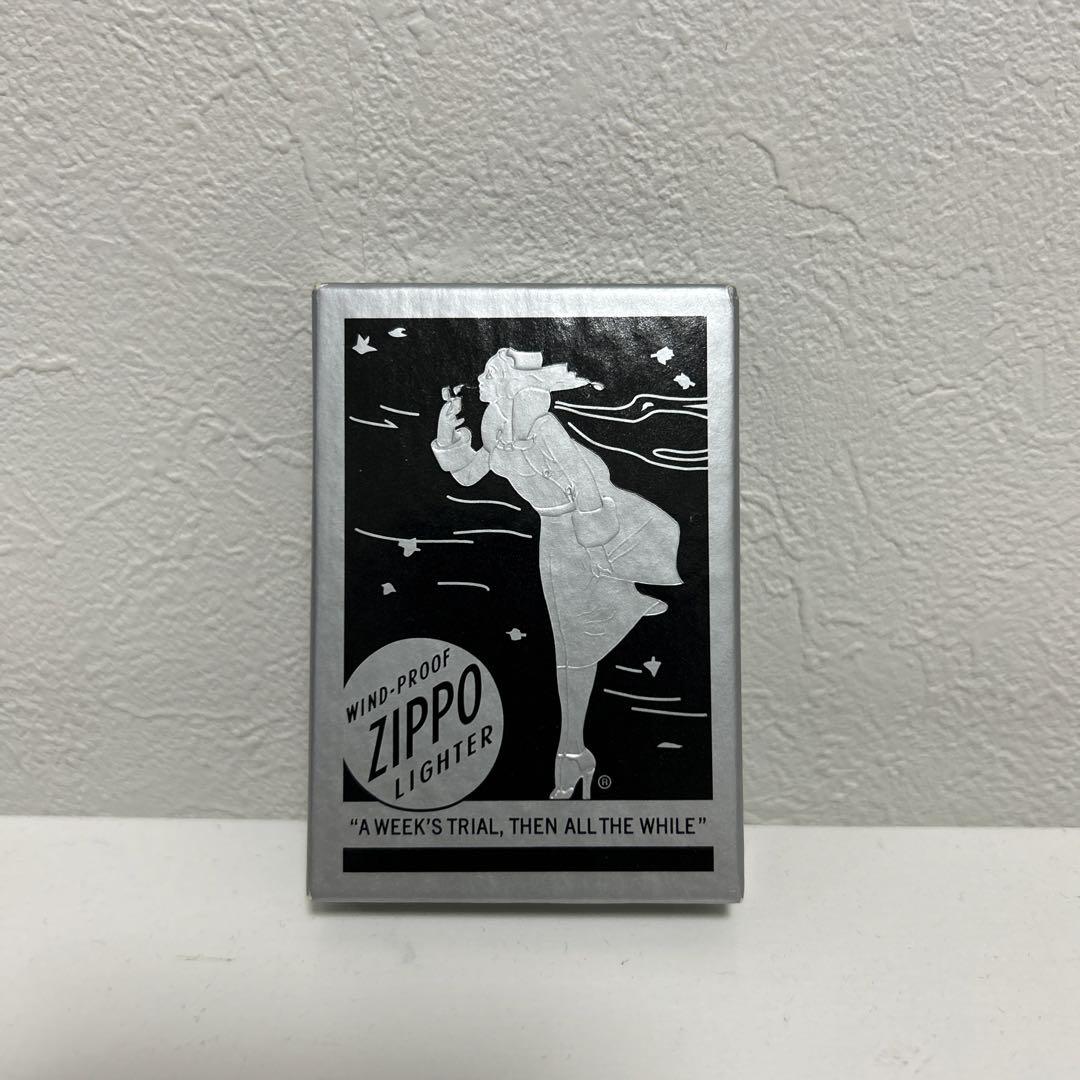 WIND-PROOF
ZIPPO
LIGHTER
®
"A WEEK'S TRIAL, THEN ALL THE WHILE"